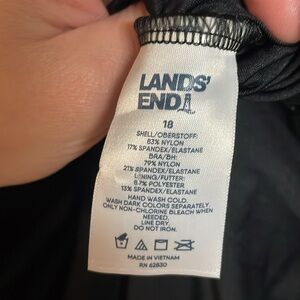 LANDS'
END
18
SHELL/OBERSTOFF:
83% NYLON
17% SPANDEX/ELASTANE
BRA/BH:
79% NYLON
21% SPANDEX/ELASTANE
LINING/FUTTER:
87% POLYESTER
13% SPANDEX/ELASTANE
HAND WASH COLD.
WASH DARK COLORS SEPARATELY.
ONLY NON-CHLORINE BLEACH WHEN
NEEDED.
LINE DRY.
DO NOT IRON.
MADE IN VIETNAM
RN 62830